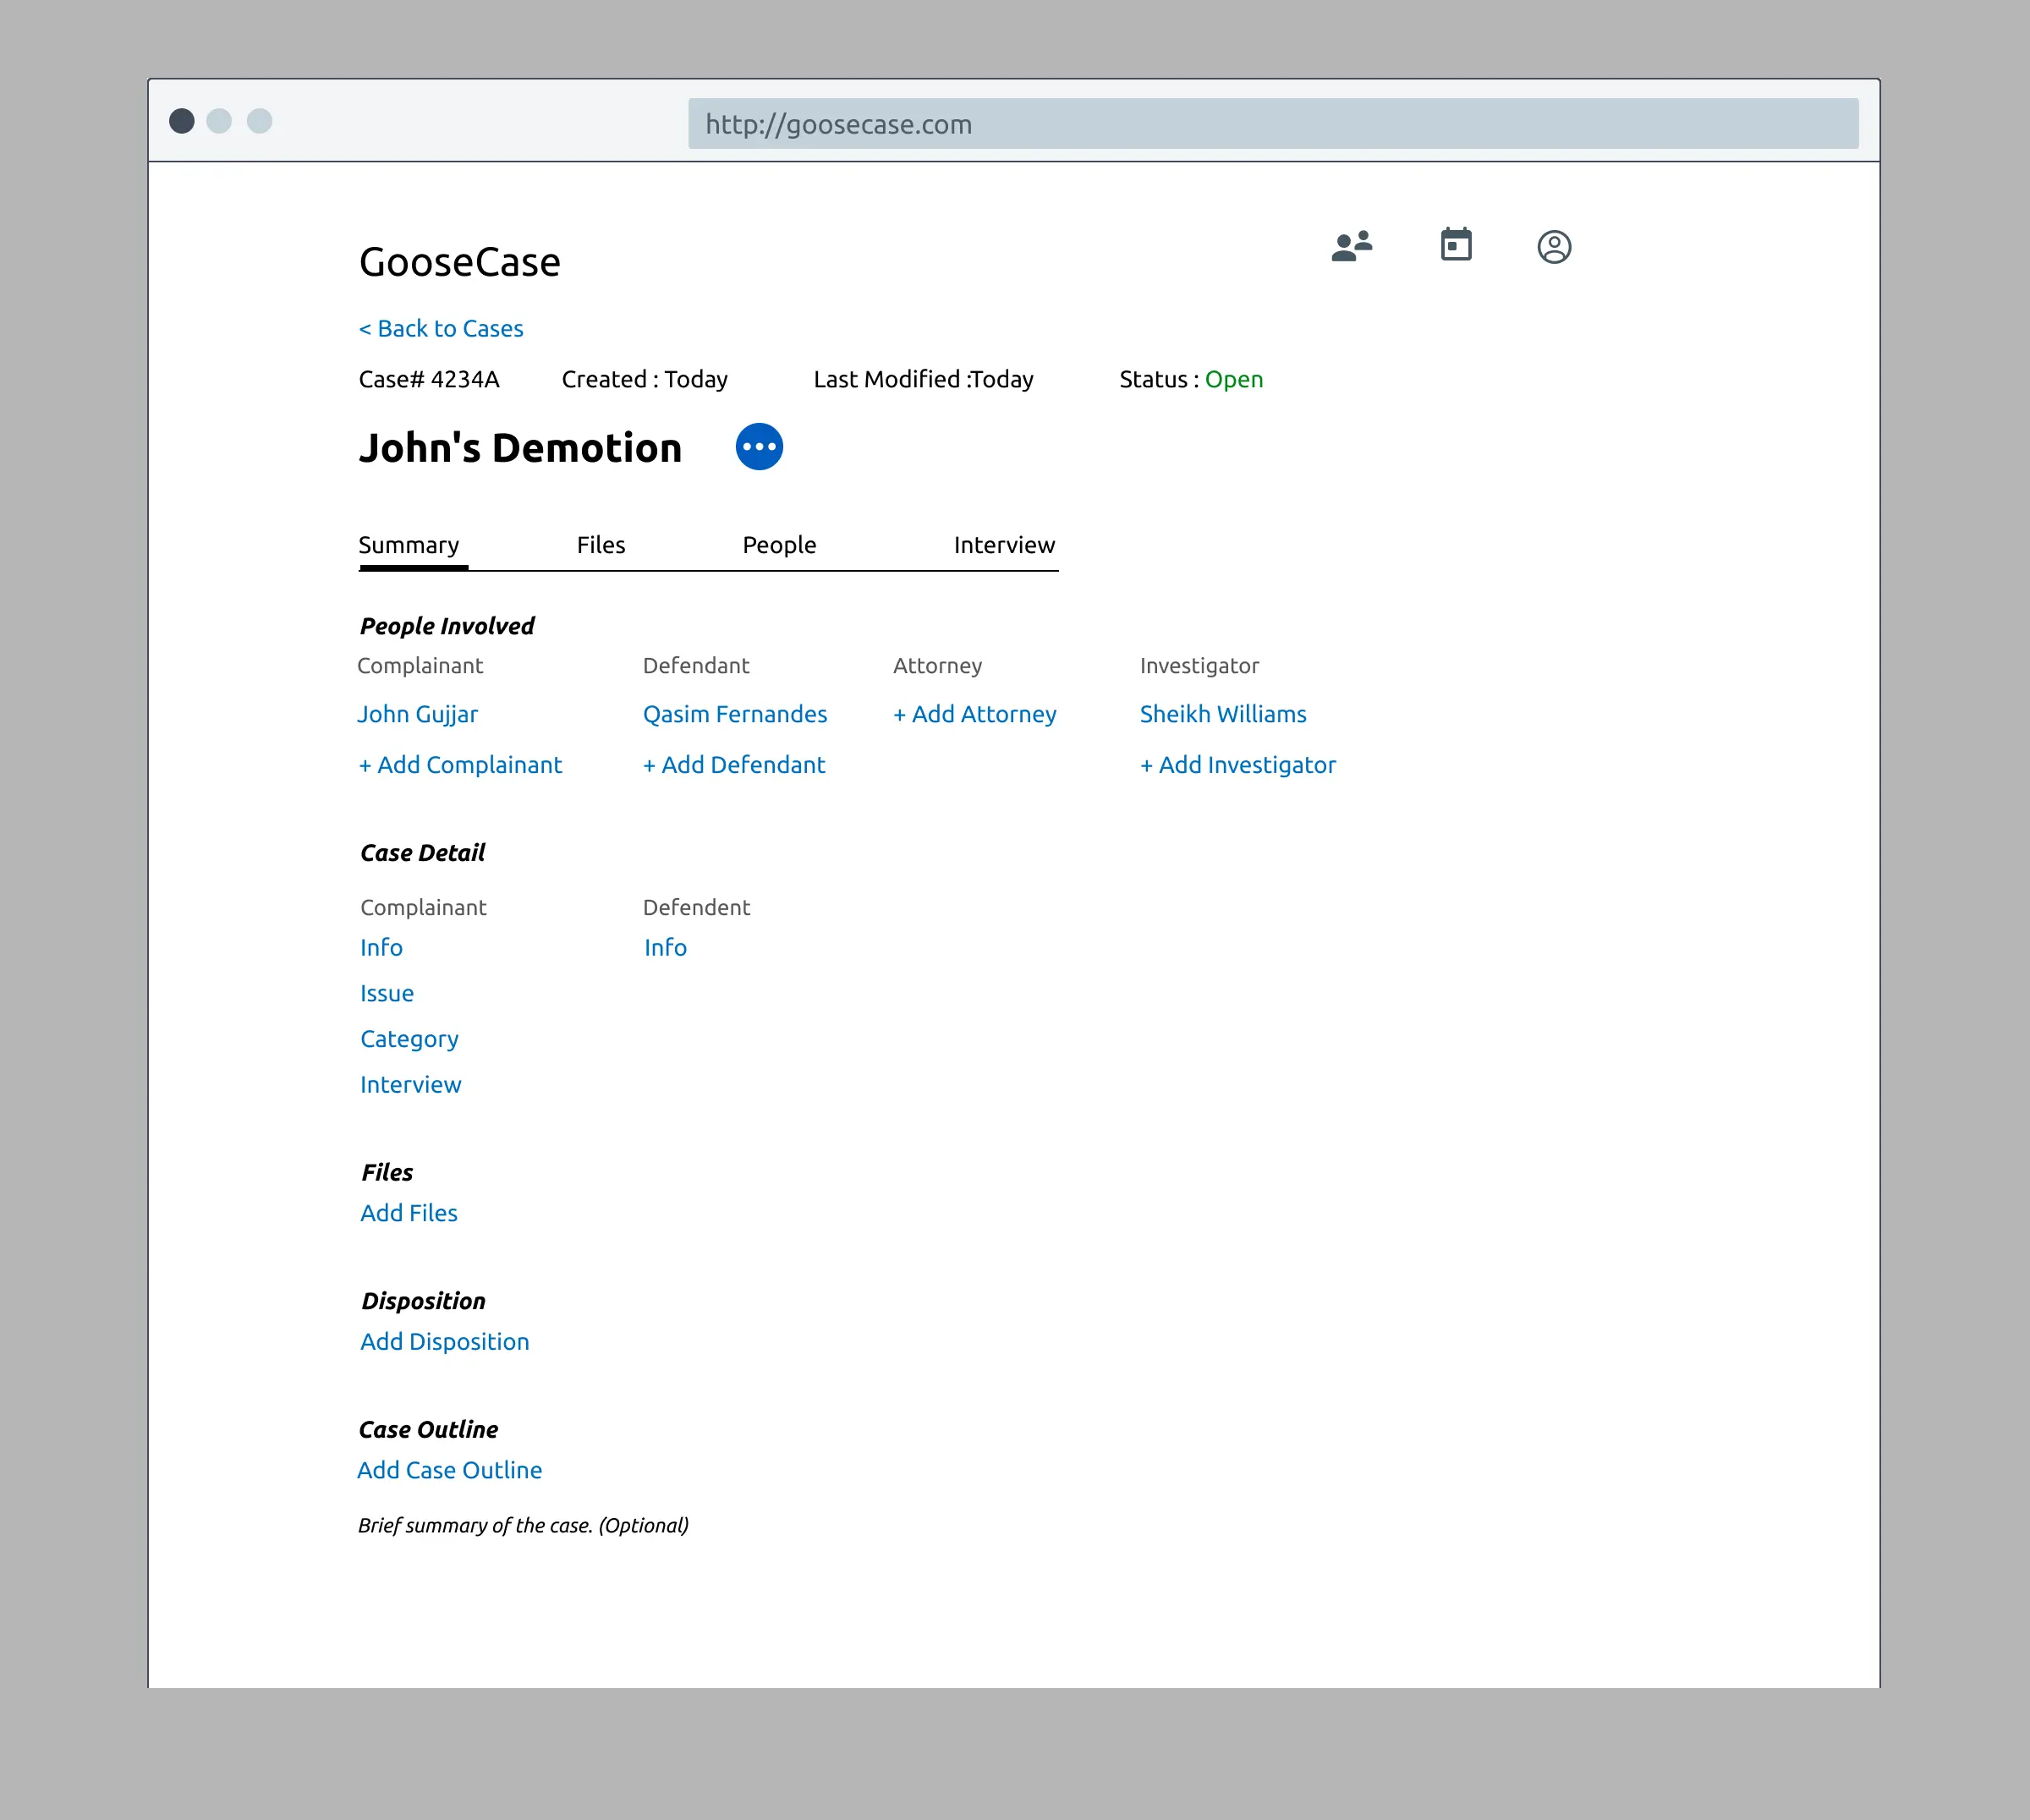 http://goosecase.com
GooseCase
< Back to Cases
Case# 4234A Created : Today Last Modified :Today Status : Open
John's Demotion
Summary Files People Interview
People Involved
Complainant Defendant Attorney Investigator
John Gujjar Qasim Fernandes + Add Attorney Sheikh Williams
+ Add Complainant + Add Defendant + Add Investigator
Case Detail
Complainant Defendent
Info Info
Issue
Category
Interview
Files
Add Files
Disposition
Add Disposition
Case Outline
Add Case Outline
Brief summary of the case. (Optional)